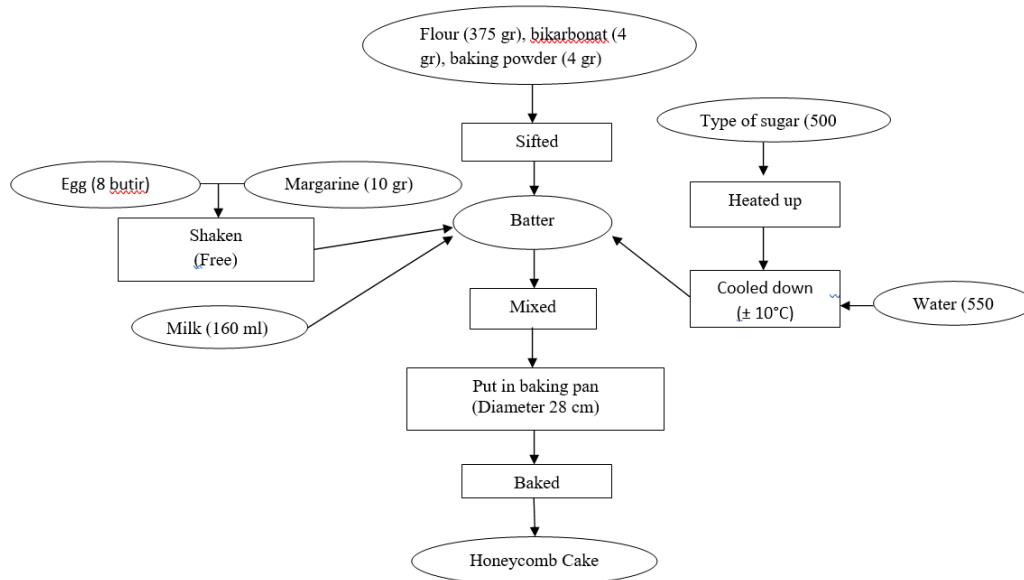 Flour (375 gr), bikarbonat (4
gr), baking powder (4 gr)
Type of sugar (500
Sifted
Egg (8 butir)
Margarine (10 gr)
Heated up
Batter
Shaken
(Free)
Cooled down
(± 10°C)
Water (550
Mixed
Milk (160 ml)
Put in baking pan
(Diameter 28 cm)
Baked
Honeycomb Cake